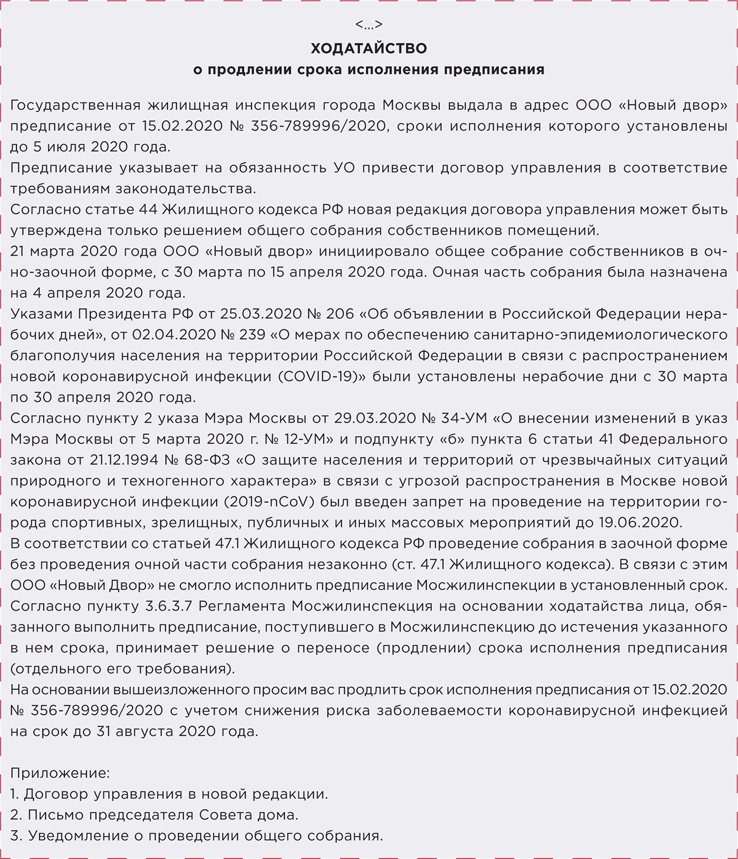 <...>
ХОДАТАЙСТВО
о продлении срока исполнения предписания
Государственная жилищная инспекция города Москвы выдала в адрес ООО «Новый двор»
предписание от 15.02.2020 № 356-789996/2020, сроки исполнения которого установлены
до 5 июля 2020 года.
Предписание указывает на обязанность УО привести договор управления в соответствие
требованиям законодательства.
Согласно статье 44 Жилищного кодекса РФ новая редакция договора управления может быть
утверждена только решением общего собрания собственников помещений.
21 марта 2020 года ООО «Новый двор» инициировало общее собрание собственников в оч-
но-заочной форме, с 30 марта по 15 апреля 2020 года. Очная часть собрания была назначена
на 4 апреля 2020 года.
Указами Президента РФ от 25.03.2020 № 206 «Об объявлении в Российской Федерации нера-
бочих дней», от 02.04.2020 № 239 «О мерах по обеспечению санитарно-эпидемиологического
благополучия населения на территории Российской Федерации в связи с распространением
новой коронавирусной инфекции (COVID-19)» были установлены нерабочие дни с 30 марта
по 30 апреля 2020 года.
Согласно пункту 2 указа Мэра Москвы от 29.03.2020 № 34-УМ «О внесении изменений в указ
Мэра Москвы от 5 марта 2020 г. № 12-УМ» и подпункту «б» пункта 6 статьи 41 Федерального
закона от 21.12.1994 № 68-ФЗ «О защите населения и территорий от чрезвычайных ситуаций
природного и техногенного характера» в связи с угрозой распространения в Москве новой
коронавирусной инфекции (2019-nCoV) был введен запрет на проведение на территории го-
рода спортивных, зрелищных, публичных и иных массовых мероприятий до 19.06.2020.
В соответствии со статьей 47.1 Жилищного кодекса РФ проведение собрания в заочной форме
без проведения очной части собрания незаконно (ст. 47.1 Жилищного кодекса). В связи с этим
ООО «Новый Двор» не смогло исполнить предписание Мосжилинспекции в установленный срок.
Согласно пункту 3.6.3.7 Регламента Мосжилинспекция на основании ходатайства лица, обя-
занного выполнить предписание, поступившего в Мосжилинспекцию до истечения указанного
в нем срока, принимает решение о переносе (продлении) срока исполнения предписания
(отдельного его требования).
На основании вышеизложенного просим вас продлить срок исполнения предписания от 15.02.2020
№ 356-789996/2020 с учетом снижения риска заболеваемости коронавирусной инфекцией
на срок до 31 августа 2020 года.
Приложение:
1. Договор управления в новой редакции.
2. Письмо председателя Совета дома.
3. Уведомление о проведении общего собрания.